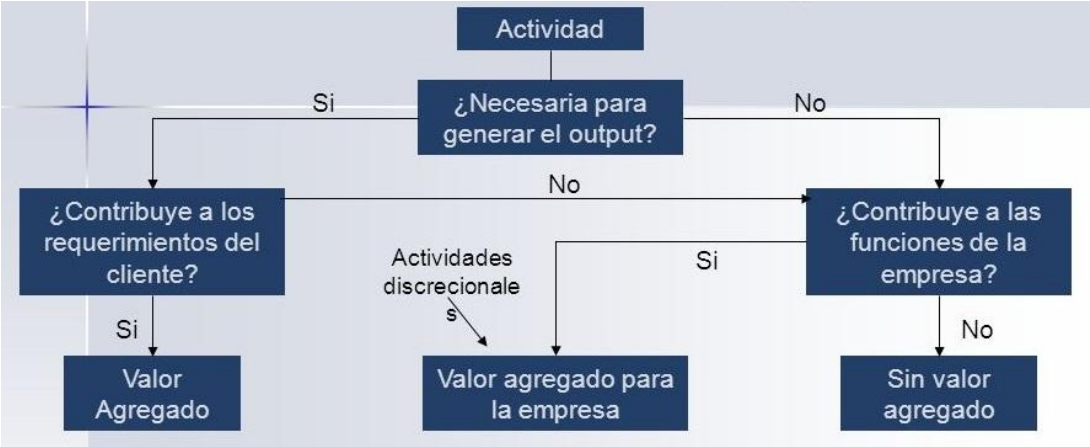 Actividad
Si
¿Necesaria para
generar el output?
No
¿Contribuye a los
requerimientos del
cliente?
No
¿Contribuye a las
funciones de la
empresa?
Actividades
discrecionale
s
Si
Si
No
Valor
Agregado
Valor agregado para
la empresa
Sin valor
agregado